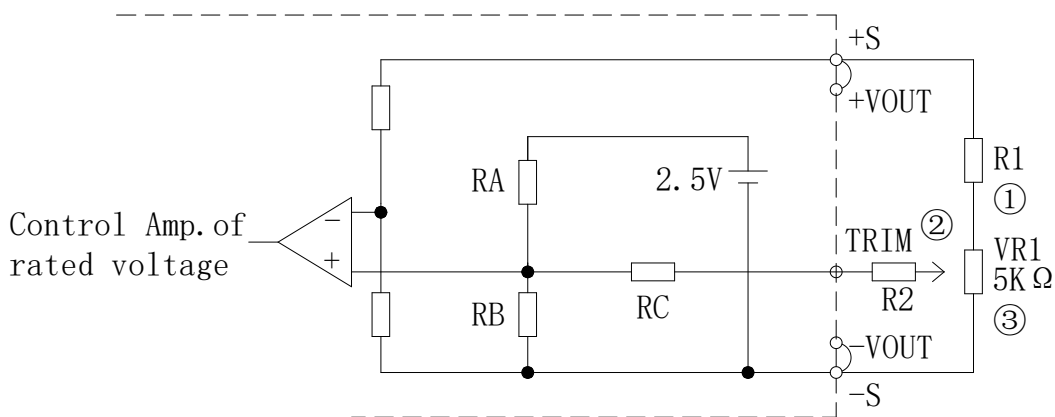 +S
+VOUT
RA
2.5V
R1
①
Control Amp.of
rated voltage
−
+
TRIM
②
VR1
5KΩ
R2
③
RB
RC
−VOUT
−S